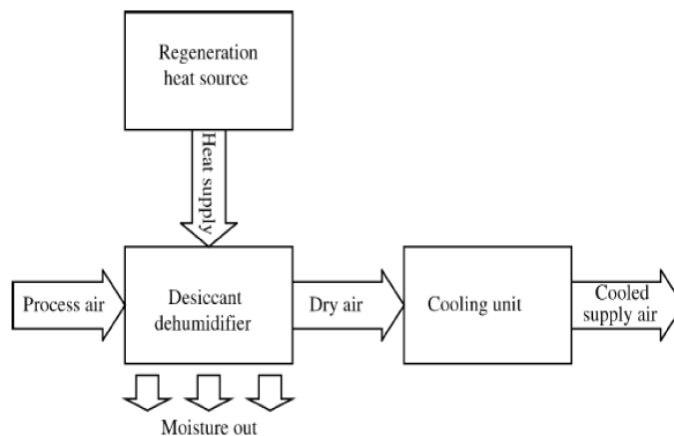 Regeneration
heat source
Heat supply
Process air
Desiccant
dehumidifier
Dry air
Cooling unit
Cooled
supply air
Moisture out